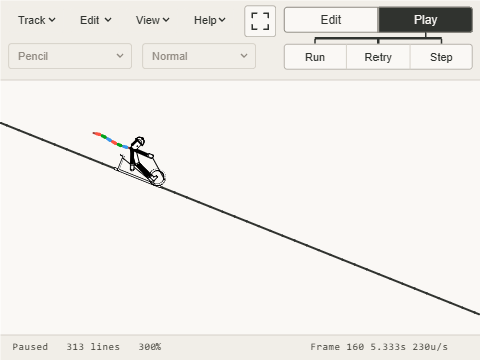 Track Edit View Help Edit Play
Pencil Normal Run Retry Step
Paused 313 lines 300% Frame 160 5.333s 230u/s